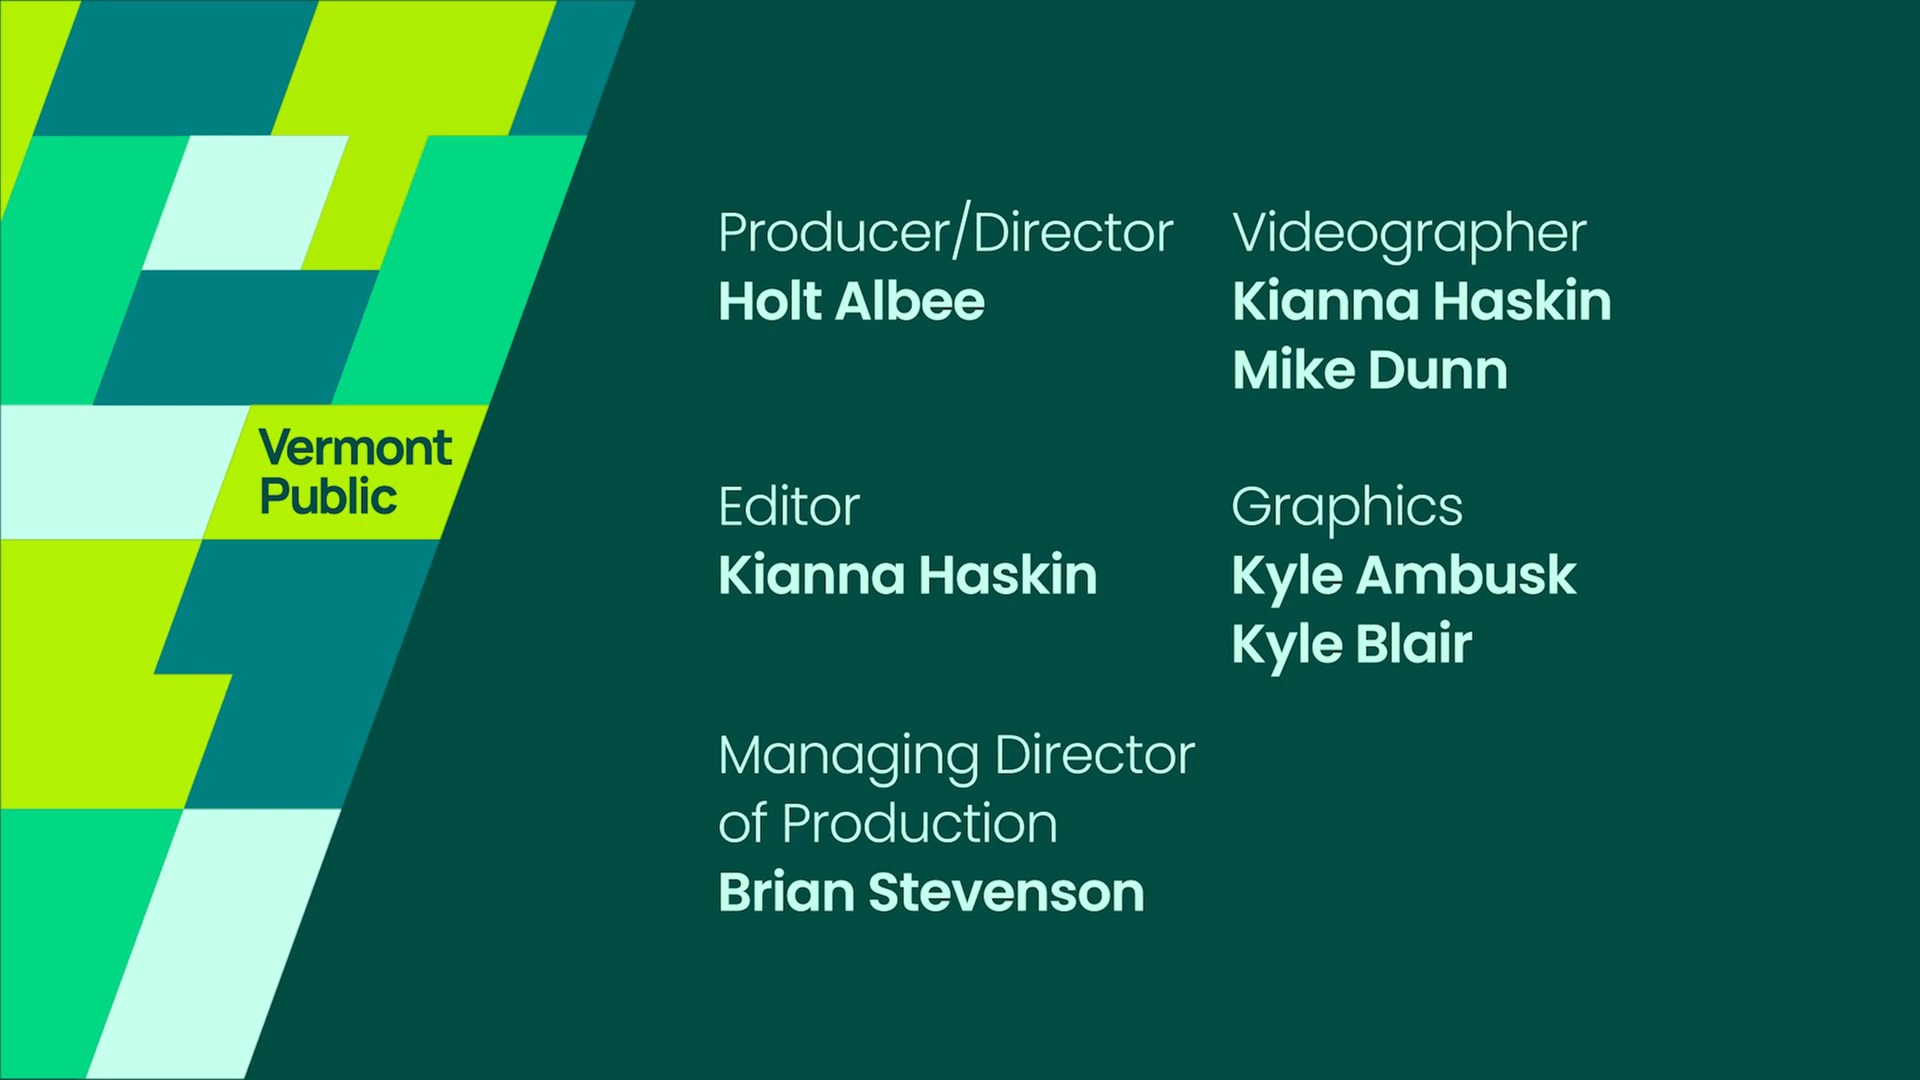 Vermont
Public
Producer/Director
Holt Albee
Videographer
Kianna Haskin
Mike Dunn
Editor
Kianna Haskin
Graphics
Kyle Ambusk
Kyle Blair
Managing Director
of Production
Brian Stevenson